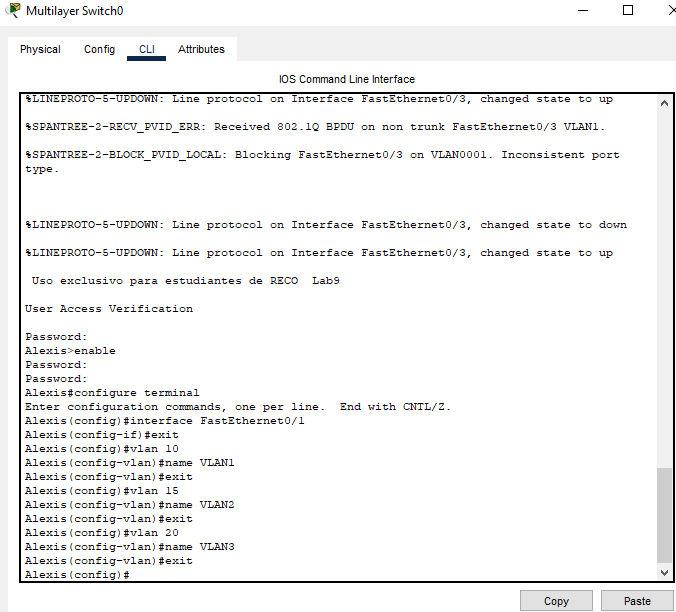 Multilayer Switch0
Physical Config CLI Attributes
IOS Command Line Interface
%LINEPROTO-5-UPDOWN: Line protocol on Interface FastEthernet0/3, changed state to up
%SPANTREE-2-RECV_PVID_ERR: Received 802.1Q BPDU on non trunk FastEthernet0/3 VLAN1.
%SPANTREE-2-BLOCK_PVID_LOCAL: Blocking FastEthernet0/3 on VLAN0001. Inconsistent port
type.
%LINEPROTO-5-UPDOWN: Line protocol on Interface FastEthernet0/3, changed state to down
%LINEPROTO-5-UPDOWN: Line protocol on Interface FastEthernet0/3, changed state to up
Uso exclusivo para estudiantes de RECO  Lab9
User Access Verification
Password:
Alexis>enable
Password:
Password:
Alexis#configure terminal
Enter configuration commands, one per line.  End with CNTL/Z.
Alexis(config)#interface FastEthernet0/1
Alexis(config-if)#exit
Alexis(config)#vlan 10
Alexis(config-vlan)#name VLAN1
Alexis(config-vlan)#exit
Alexis(config)#vlan 15
Alexis(config-vlan)#name VLAN2
Alexis(config-vlan)#exit
Alexis(config)#vlan 20
Alexis(config-vlan)#name VLAN3
Alexis(config-vlan)#exit
Alexis(config)#
Copy Paste